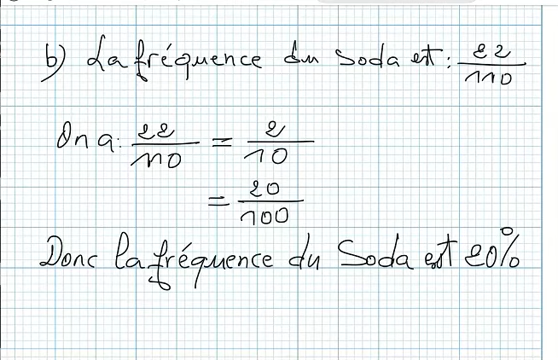 b) La fréquence du soda est : 22/110
On a : 22/110 = 2/10
= 20/100
Donc la fréquence du Soda est 20%